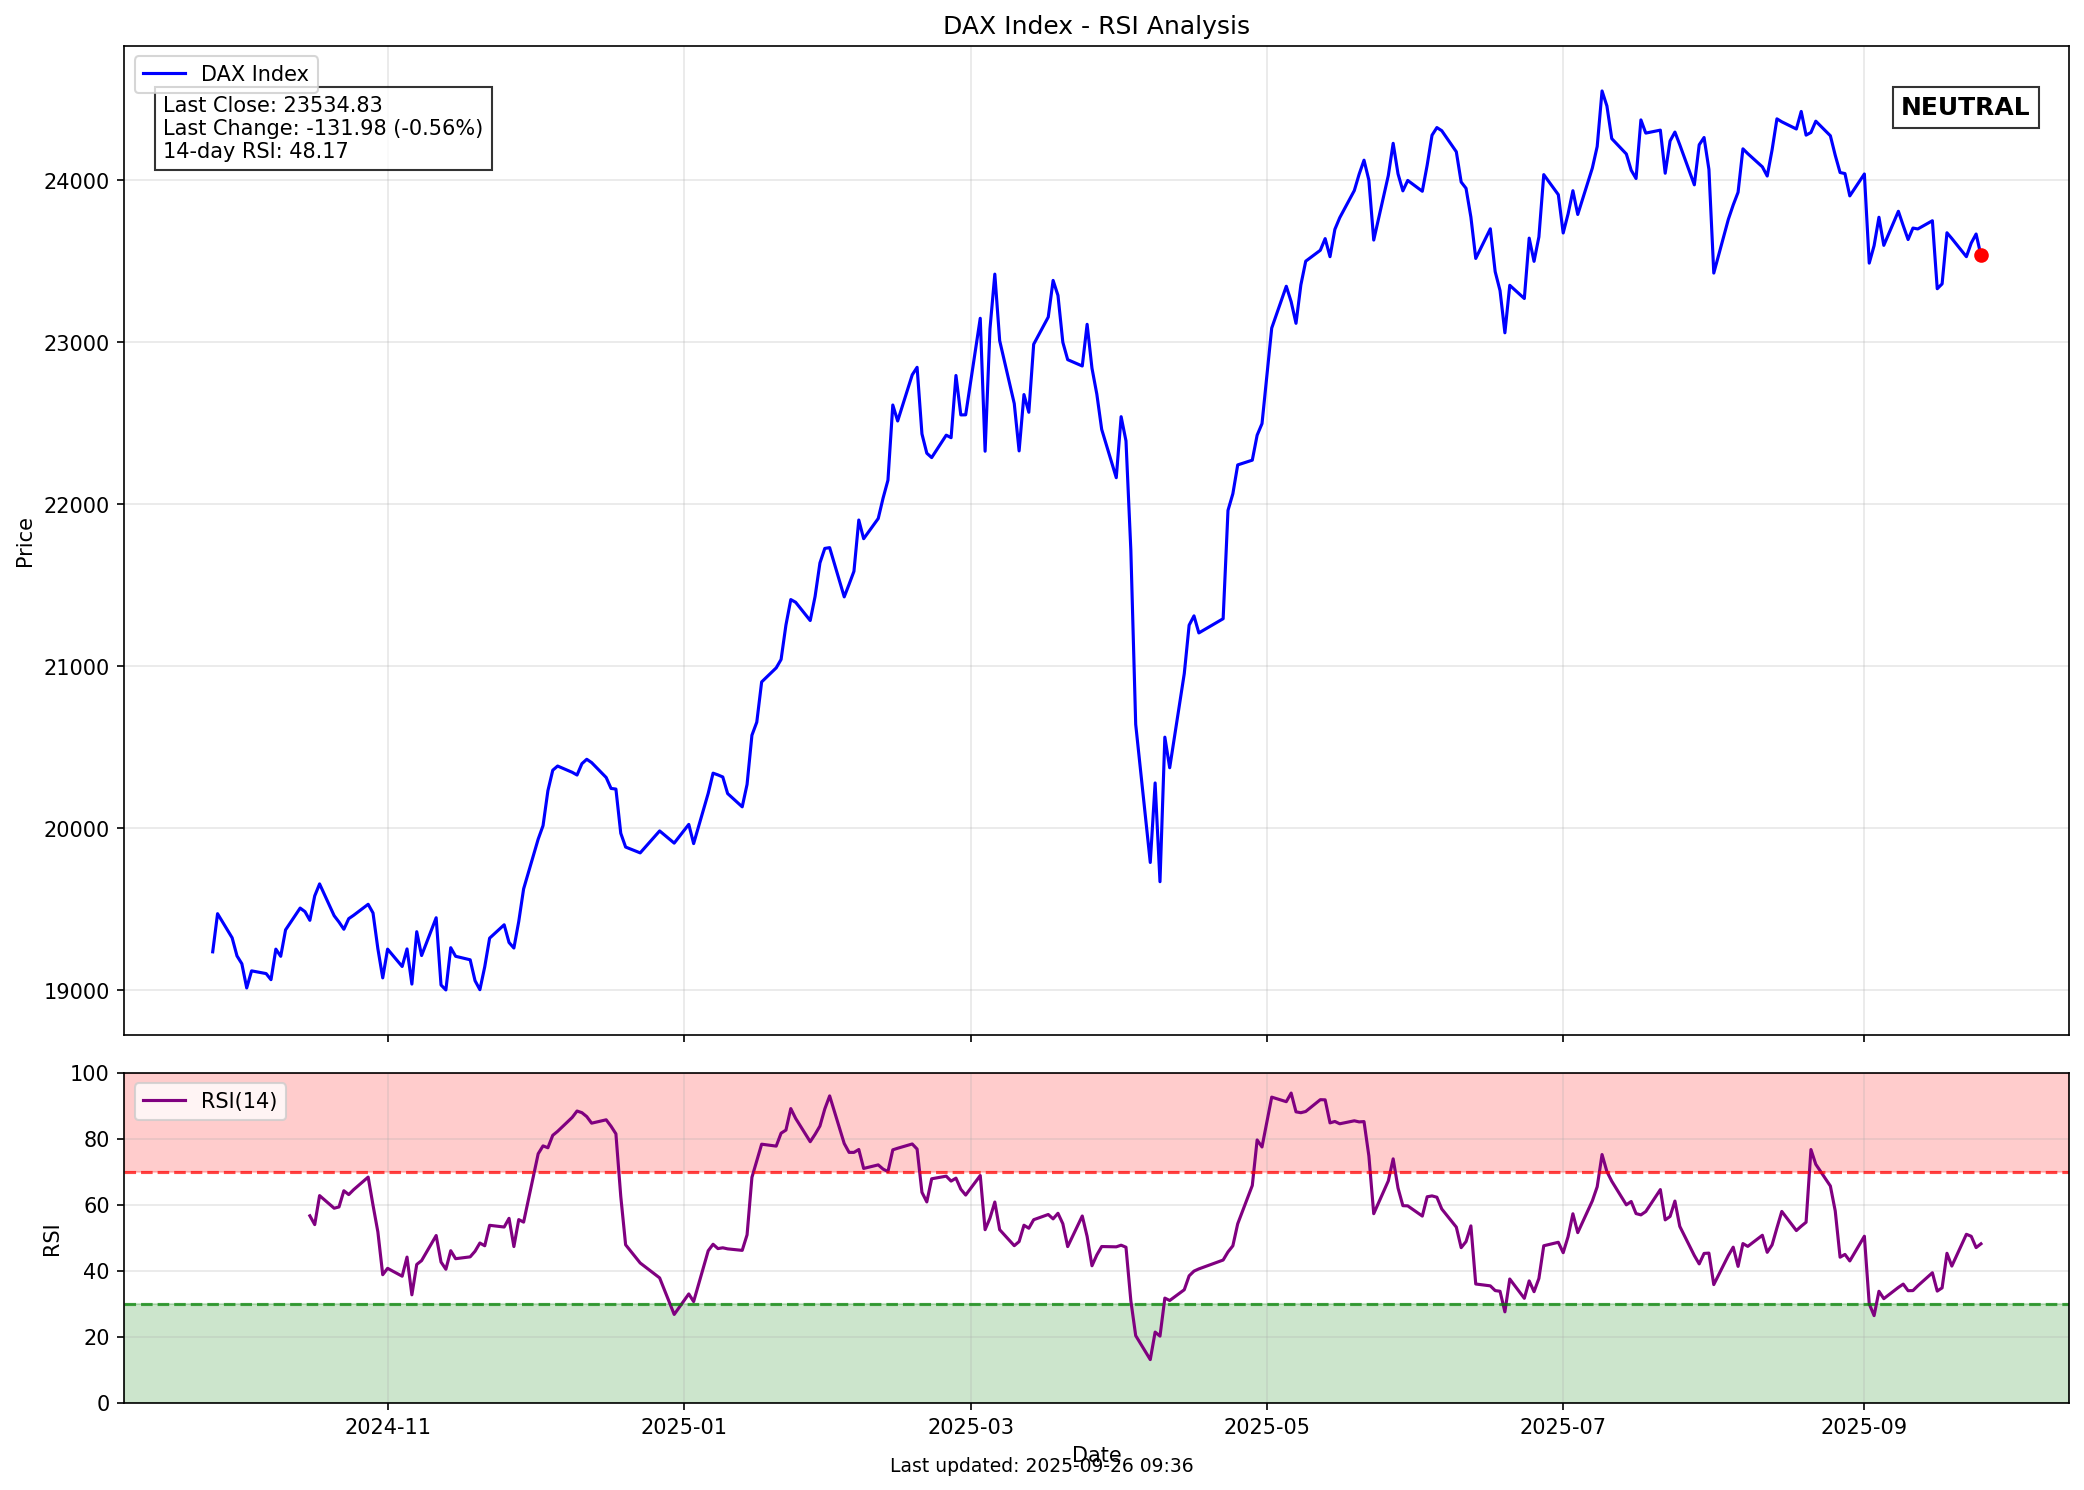 DAX Index - RSI Analysis
DAX Index
Last Close: 23534.83
Last Change: -131.98 (-0.56%)
14-day RSI: 48.17
NEUTRAL
Price
24000
23000
22000
21000
20000
19000
RSI(14)
RSI
100
80
60
40
20
0
2024-11
2025-01
2025-03
2025-05
2025-07
2025-09
Date
Last updated: 2025-09-26 09:36